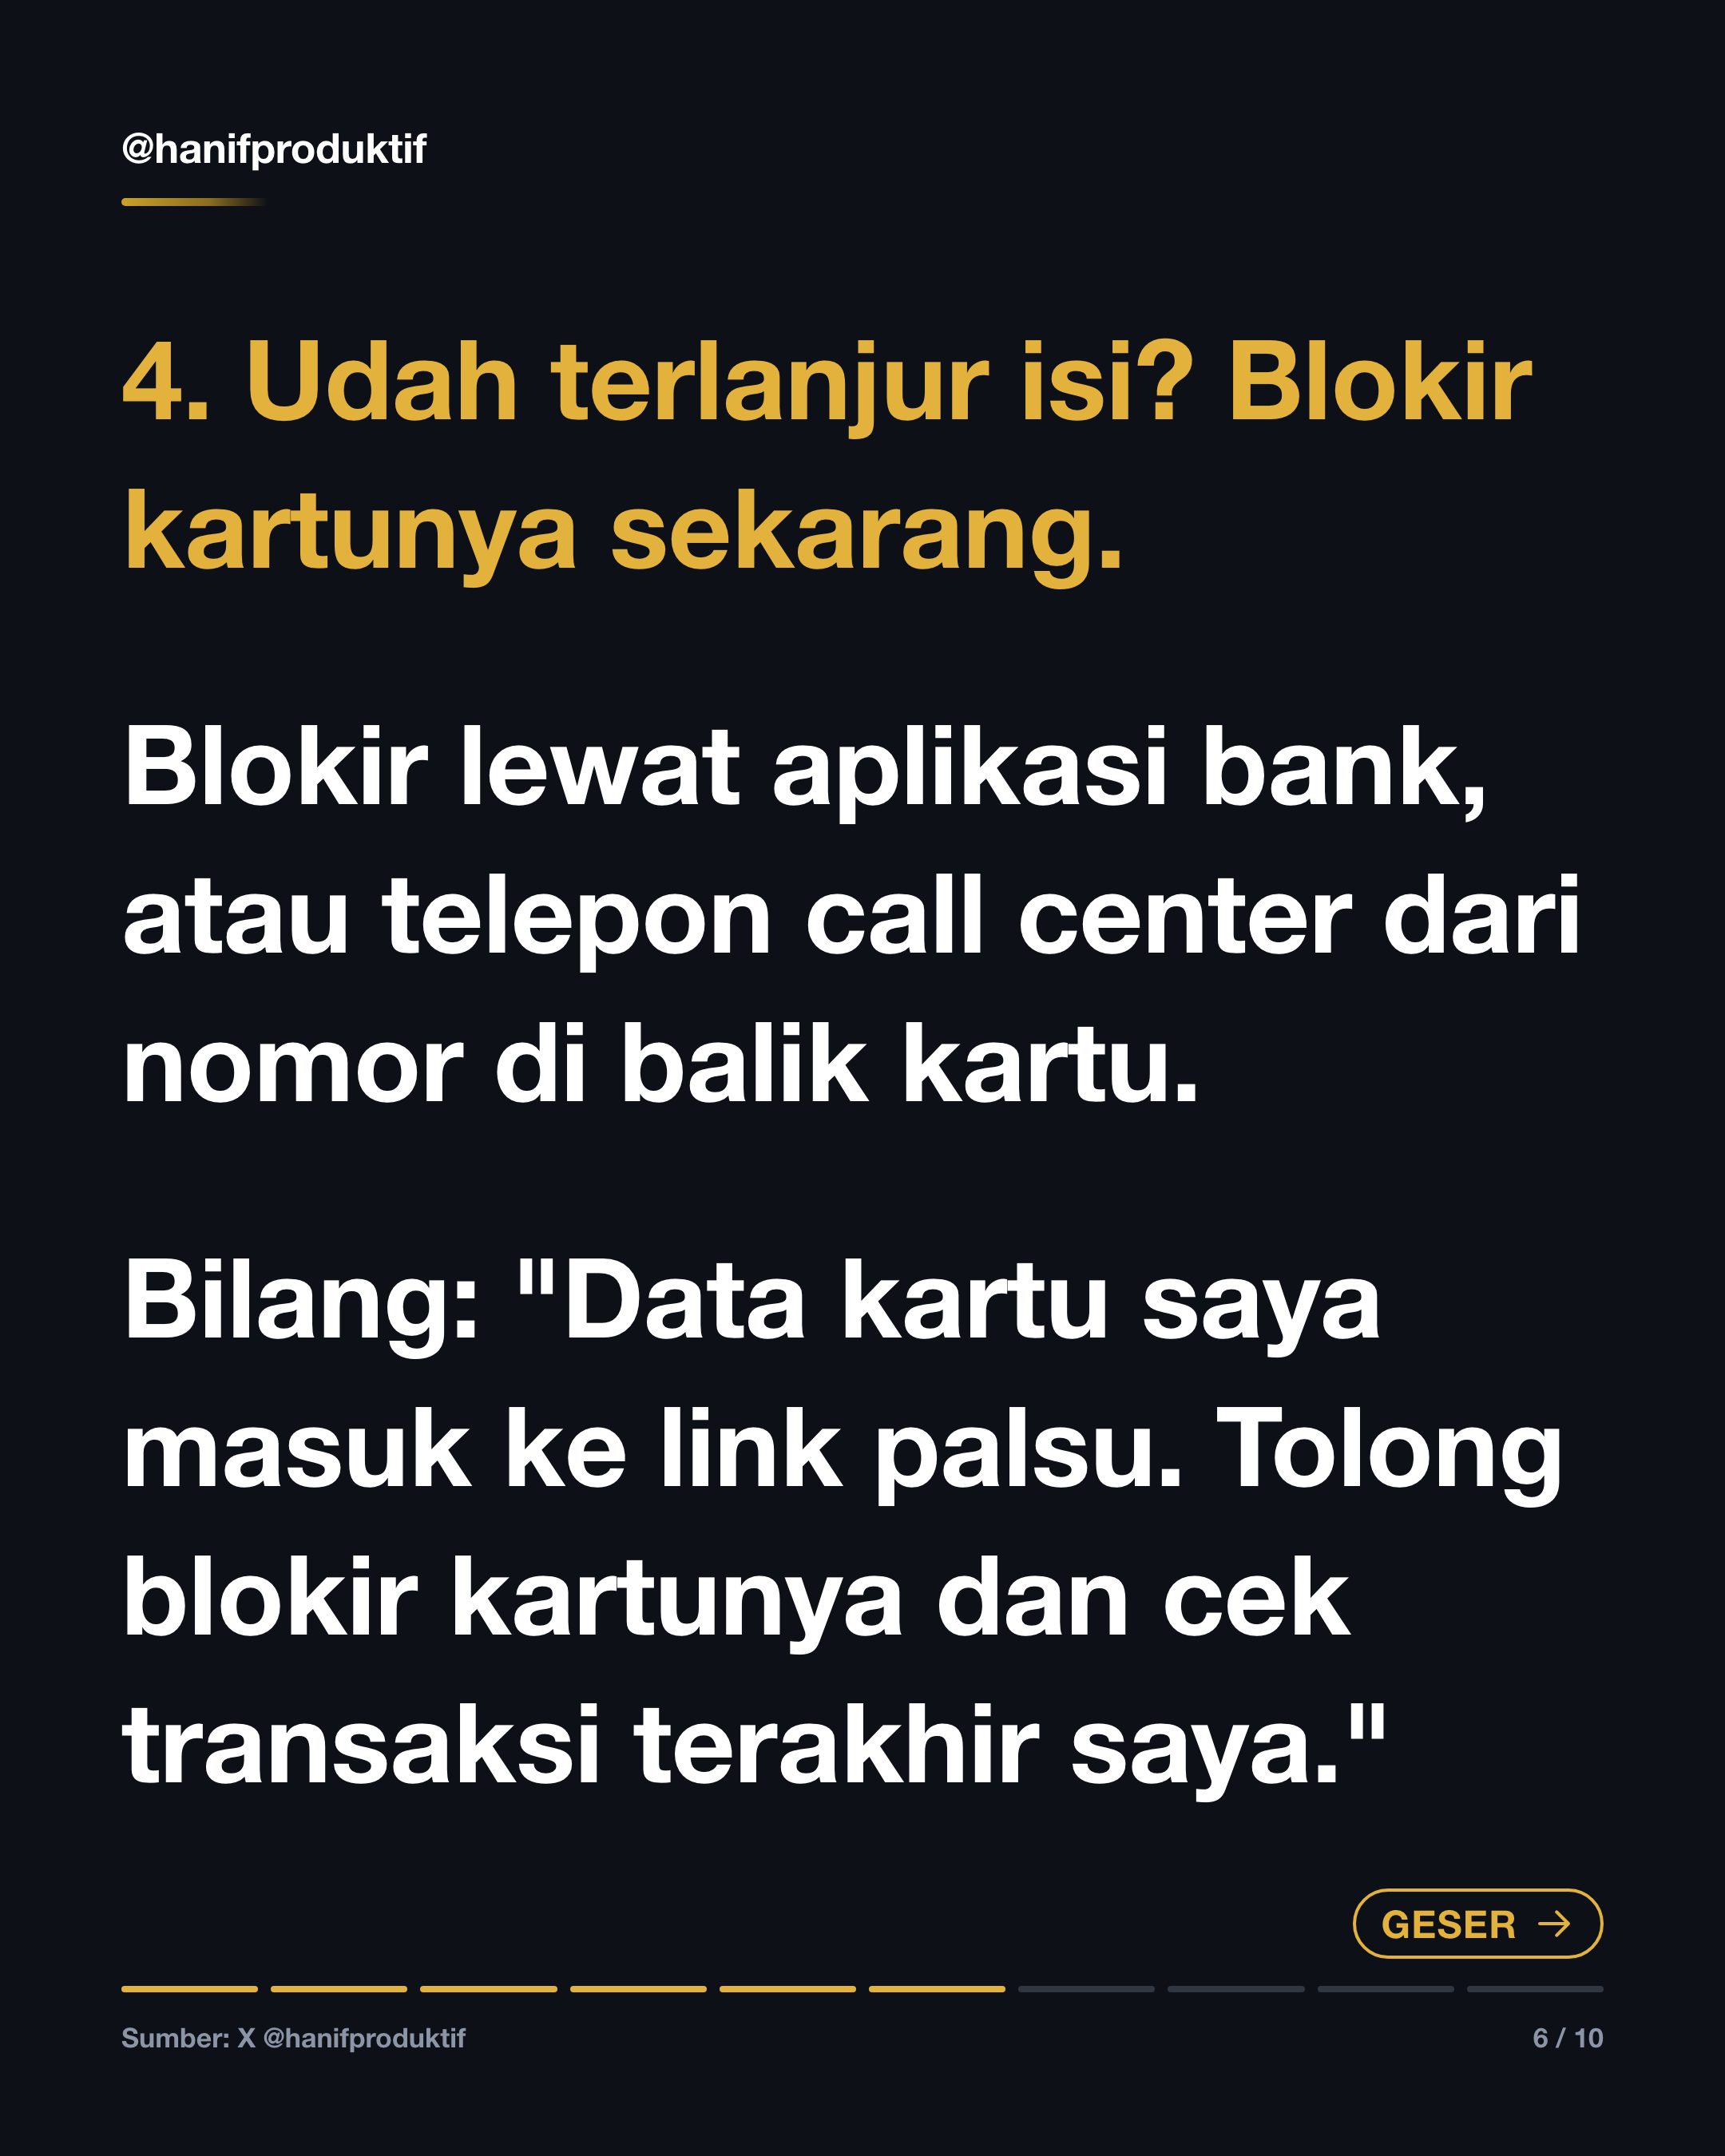 @hanifproduktif
4. Udah terlanjur isi? Blokir
kartunya sekarang.
Blokir lewat aplikasi bank,
atau telepon call center dari
nomor di balik kartu.
Bilang: "Data kartu saya
masuk ke link palsu. Tolong
blokir kartunya dan cek
transaksi terakhir saya."
GESER →
Sumber: X @hanifproduktif
6 / 10